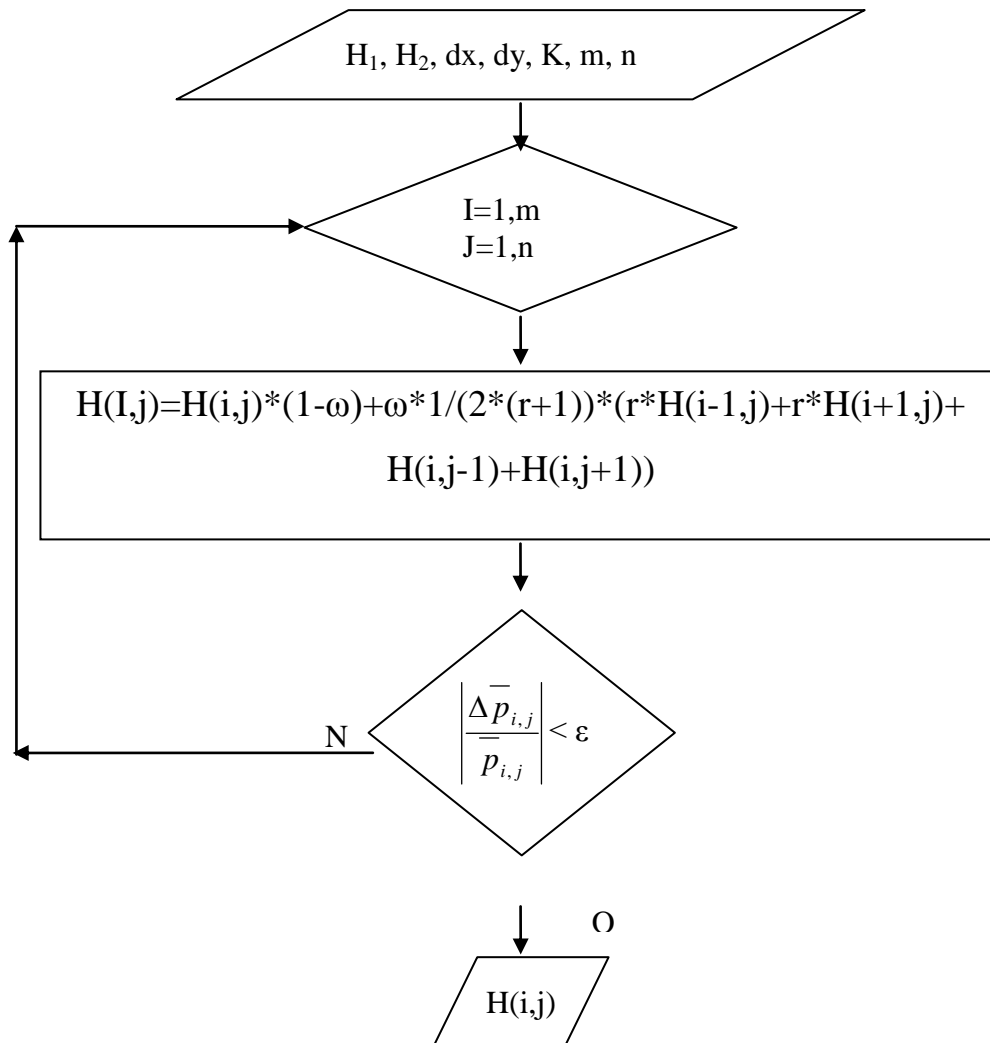 H₁, H₂, dx, dy, K, m, n
I=1,m
J=1,n
H(I,j)=H(i,j)*(1-ω)+ω*1/(2*(r+1))*(r*H(i-1,j)+r*H(i+1,j)+
H(i,j-1)+H(i,j+1))
|Δp̅ᵢ,ⱼ / p̅ᵢ,ⱼ| < ε
N
O
H(i,j)